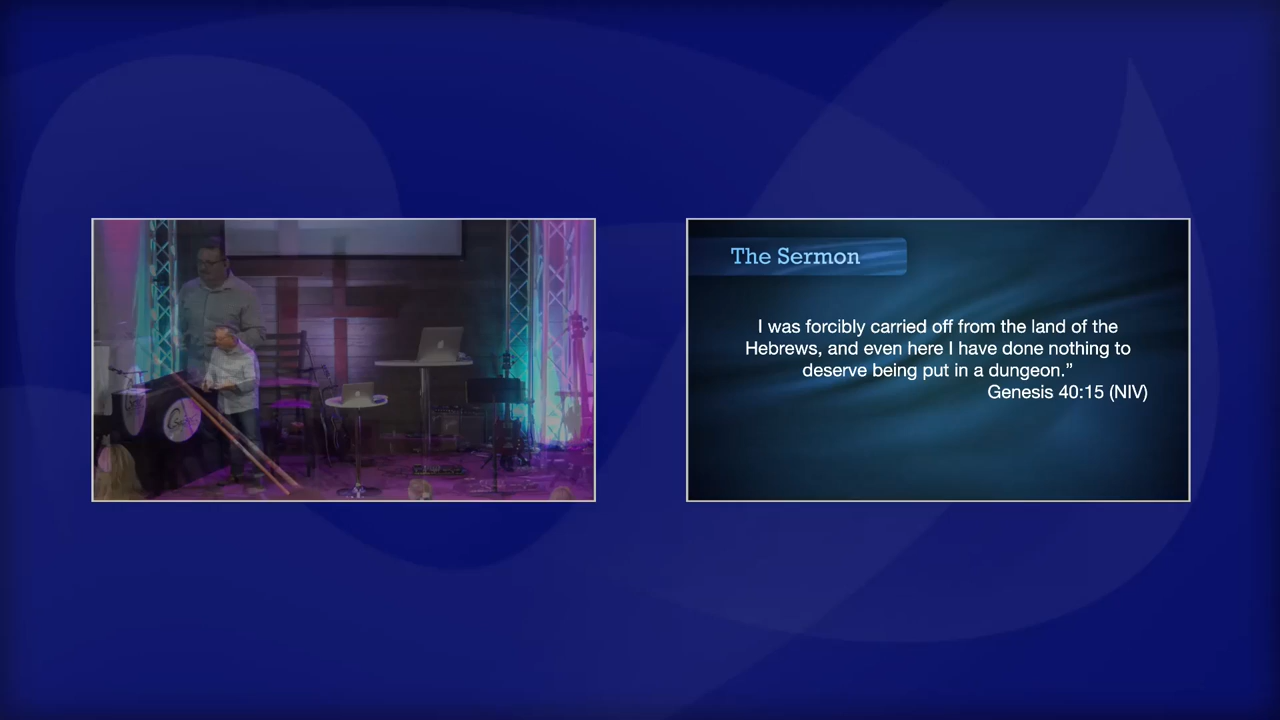 The Sermon
I was forcibly carried off from the land of the
Hebrews, and even here I have done nothing to
deserve being put in a dungeon.”
Genesis 40:15 (NIV)